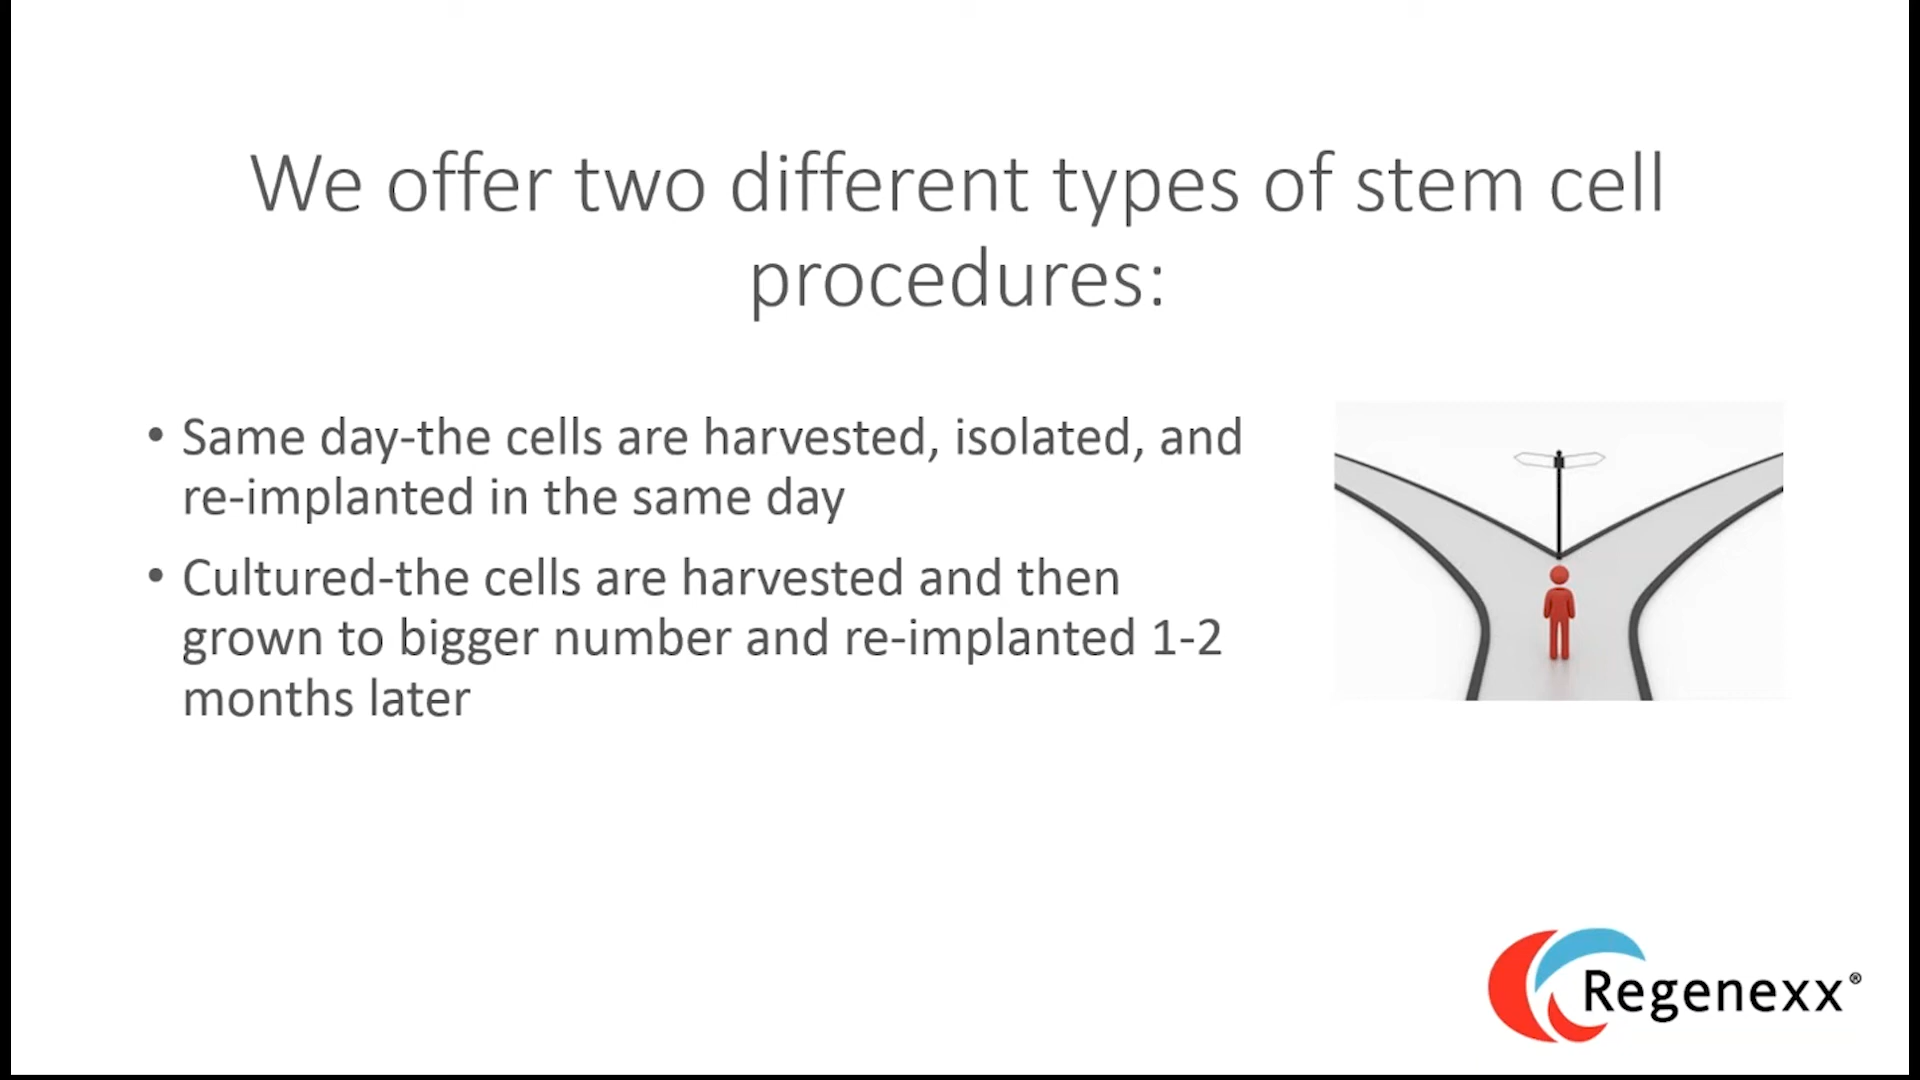 We offer two different types of stem cell
procedures:
• Same day-the cells are harvested, isolated, and
re-implanted in the same day
• Cultured-the cells are harvested and then
grown to bigger number and re-implanted 1-2
months later
Regenexx®